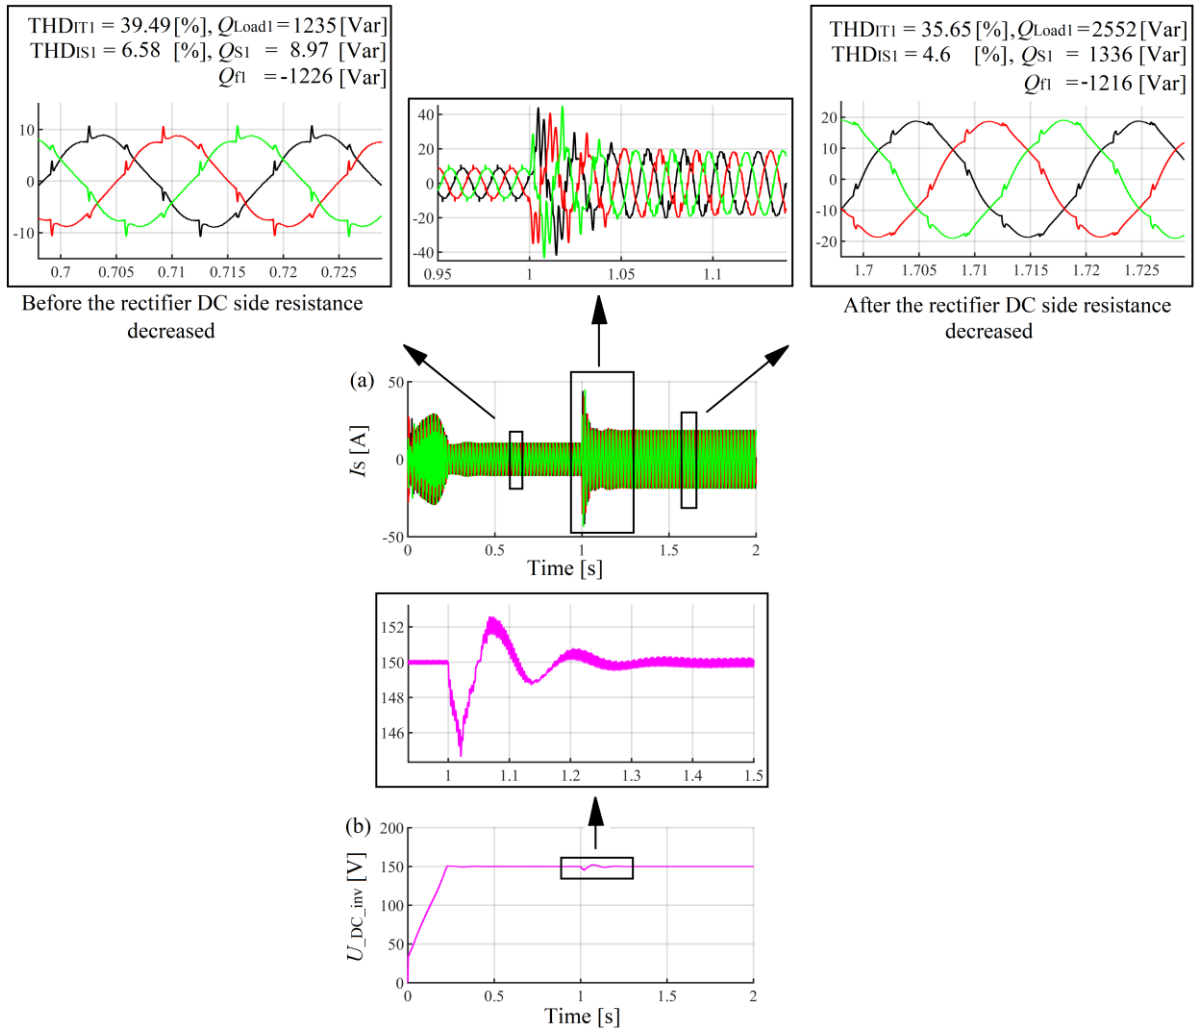 THDIT1 = 39.49 [%], QLoad1 = 1235 [Var]
THDIS1 = 6.58 [%], QS1 = 8.97 [Var]
Qf1 = -1226 [Var]
10
0
-10
0.7 0.705 0.71 0.715 0.72 0.725
Before the rectifier DC side resistance
decreased
40
20
0
-20
-40
0.95 1 1.05 1.1
THDIT1 = 35.65 [%], QLoad1 = 2552 [Var]
THDIS1 = 4.6 [%], QS1 = 1336 [Var]
Qf1 = -1216 [Var]
20
10
0
-10
-20
1.7 1.705 1.71 1.715 1.72 1.725
After the rectifier DC side resistance
decreased
(a)
IS [A]
50
0
-50
0 0.5 1 1.5 2
Time [s]
152
150
148
146
1 1.1 1.2 1.3 1.4 1.5
(b)
U_DC_inv [V]
200
150
100
50
0
0 0.5 1 1.5 2
Time [s]